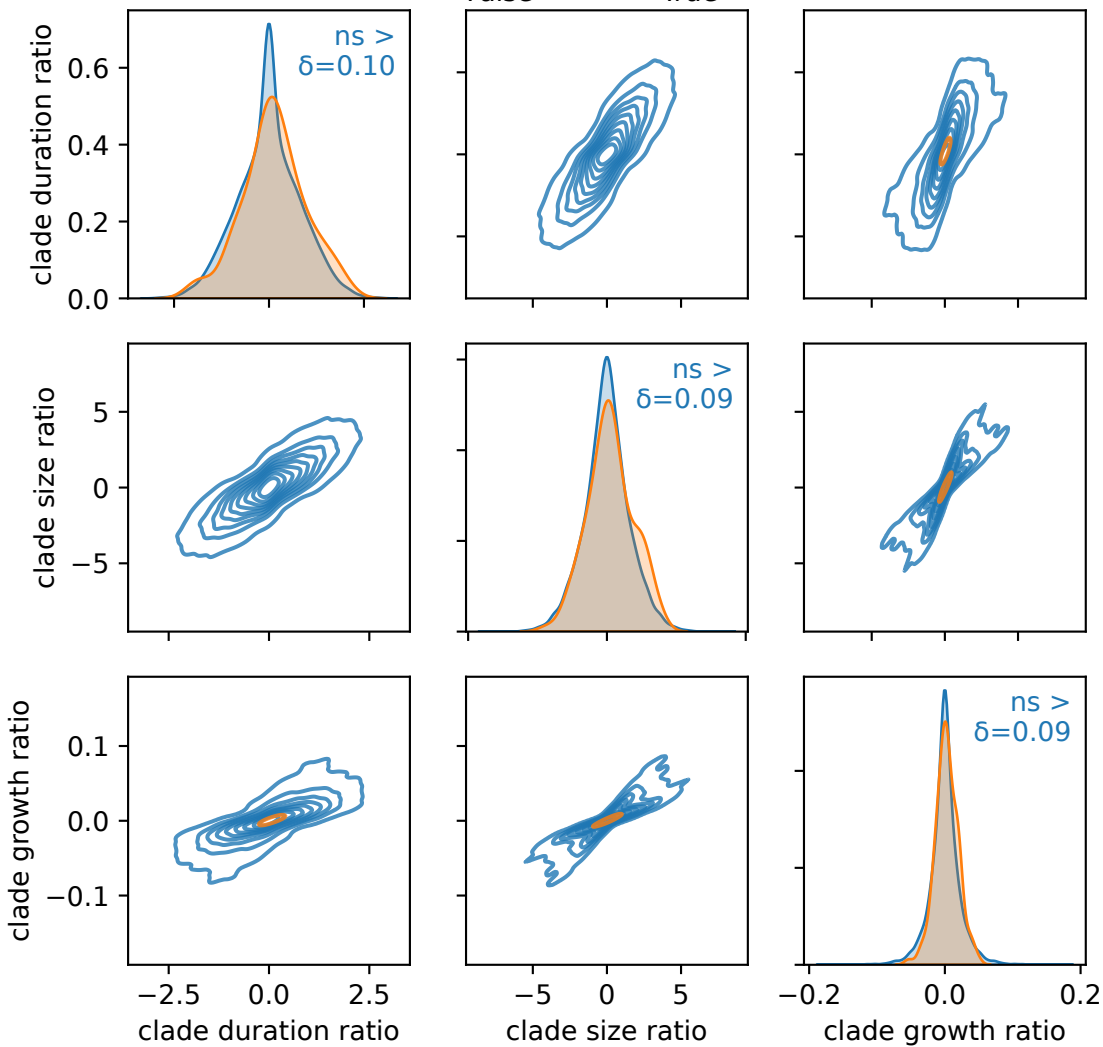 clade duration ratio
0.6
0.4
0.2
0.0
ns >
δ=0.10
clade size ratio
5
0
−5
ns >
δ=0.09
clade growth ratio
0.1
0.0
−0.1
ns >
δ=0.09
−2.5
0.0
2.5
−5
0
5
−0.2
0.0
0.2
clade duration ratio
clade size ratio
clade growth ratio